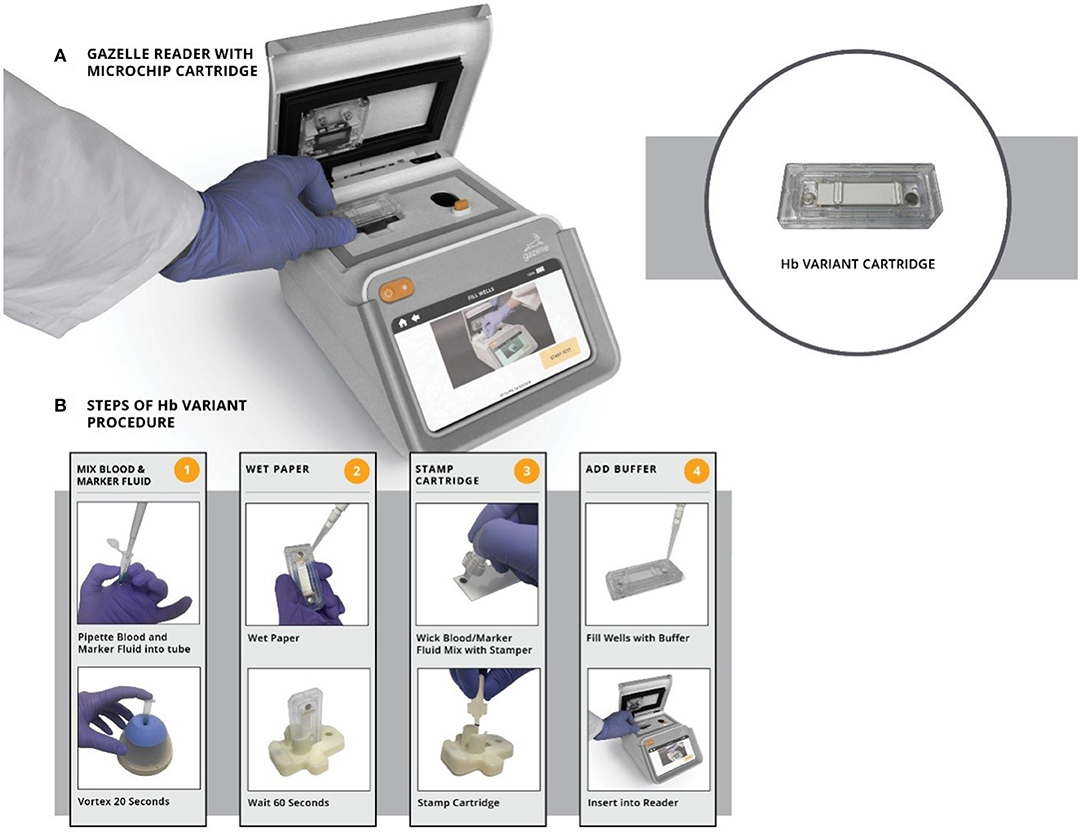 A
GAZELLE READER WITH
MICROCHIP CARTRIDGE
gazelle
FILL WELLS
START TEST
Hb VARIANT CARTRIDGE
B
STEPS OF Hb VARIANT
PROCEDURE
MIX BLOOD &
MARKER FLUID
1
Pipette Blood and
Marker Fluid into tube
Vortex 20 Seconds
WET PAPER
2
Wet Paper
Wait 60 Seconds
STAMP
CARTRIDGE
3
Wick Blood/Marker
Fluid Mix with Stamper
Stamp Cartridge
ADD BUFFER
4
Fill Wells with Buffer
Insert into Reader